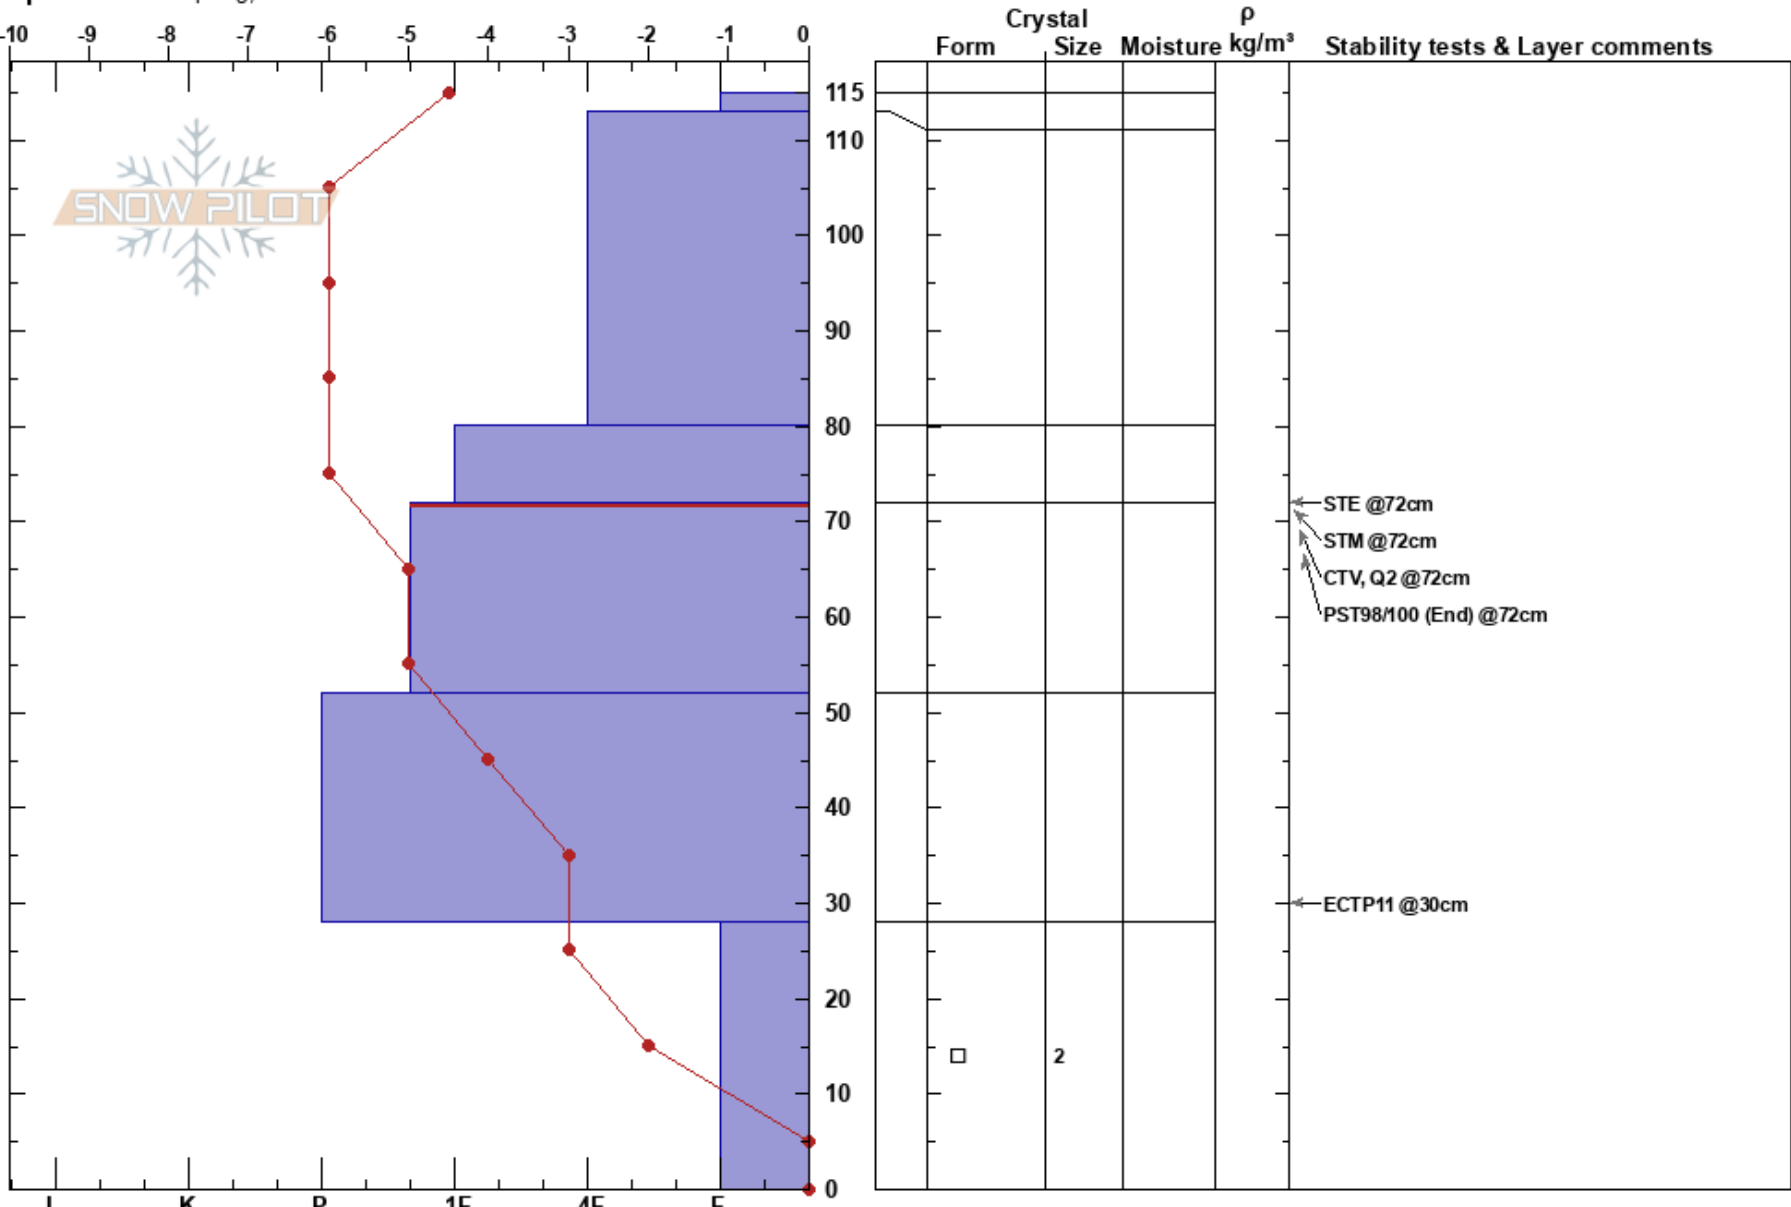 Crystal ρ
-10 -9 -8 -7 -6 -5 -4 -3 -2 -1 0 Form Size Moisture kg/m³ Stability tests & Layer comments
115
110
SNOW PILOT
100
90
80
STE @72cm
70
STM @72cm
CTV, Q2 @72cm
60 PST98/100 (End) @72cm
50
40
30 ECTP11 @30cm
20
2
10
0
I K P 1F 4F F